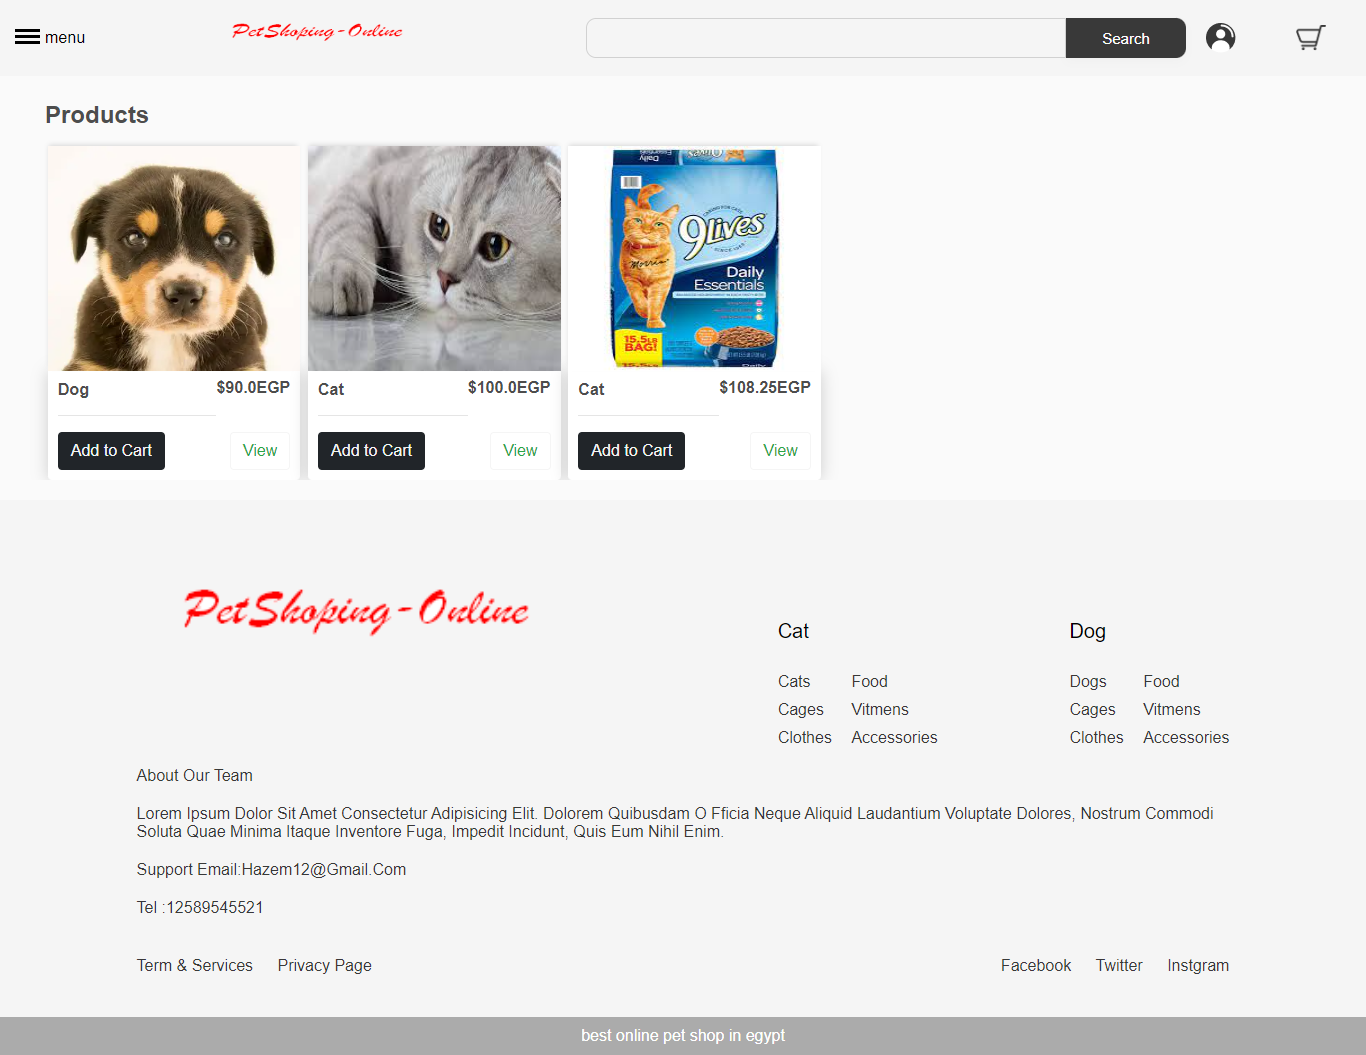 menu
PetShoping-Online
Search
Products
9Lives
SINCE 1959
Morris
Daily
Essentials
15.5LB
BAG!
Dog
$90.0EGP
Add to Cart
View
Cat
$100.0EGP
Add to Cart
View
Cat
$108.25EGP
Add to Cart
View
PetShoping-Online
Cat
Cats Food
Cages Vitmens
Clothes Accessories
Dog
Dogs Food
Cages Vitmens
Clothes Accessories
About Our Team
Lorem Ipsum Dolor Sit Amet Consectetur Adipisicing Elit. Dolorem Quibusdam O Fficia Neque Aliquid Laudantium Voluptate Dolores, Nostrum Commodi
Soluta Quae Minima Itaque Inventore Fuga, Impedit Incidunt, Quis Eum Nihil Enim.
Support Email:Hazem12@Gmail.Com
Tel :12589545521
Term & Services Privacy Page
Facebook Twitter Instgram
best online pet shop in egypt